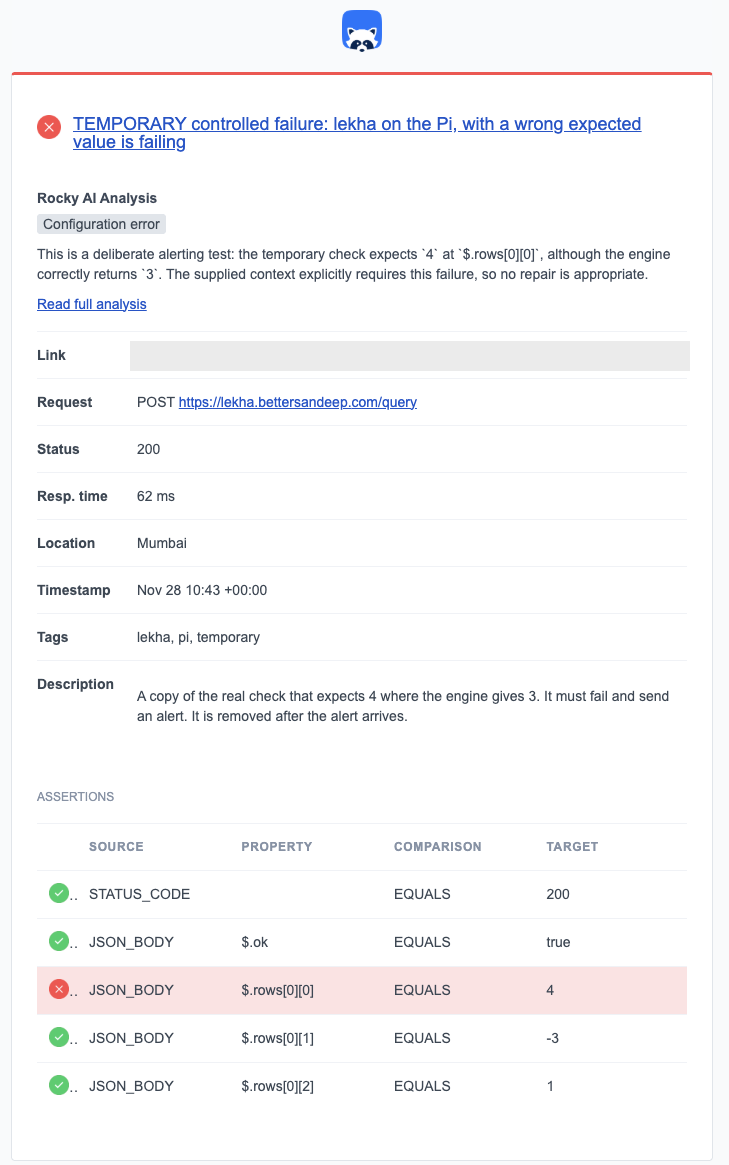 TEMPORARY controlled failure: lekha on the Pi, with a wrong expected
value is failing
Rocky AI Analysis
Configuration error
This is a deliberate alerting test: the temporary check expects `4` at `$.rows[0][0]`, although the engine
correctly returns `3`. The supplied context explicitly requires this failure, so no repair is appropriate.
Read full analysis
Link
Request POST https://lekha.bettersandeep.com/query
Status 200
Resp. time 62 ms
Location Mumbai
Timestamp Nov 28 10:43 +00:00
Tags lekha, pi, temporary
Description
A copy of the real check that expects 4 where the engine gives 3. It must fail and send
an alert. It is removed after the alert arrives.
ASSERTIONS
SOURCE PROPERTY COMPARISON TARGET
.. STATUS_CODE EQUALS 200
.. JSON_BODY $.ok EQUALS true
.. JSON_BODY $.rows[0][0] EQUALS 4
.. JSON_BODY $.rows[0][1] EQUALS -3
.. JSON_BODY $.rows[0][2] EQUALS 1